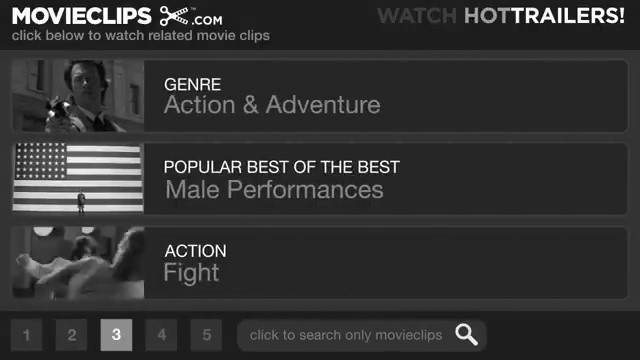 MOVIECLIPS .COM
WATCH HOTTRAILERS!
click below to watch related movie clips
GENRE
Action & Adventure
POPULAR BEST OF THE BEST
Male Performances
ACTION
Fight
1 2 3 4 5
click to search only movieclips